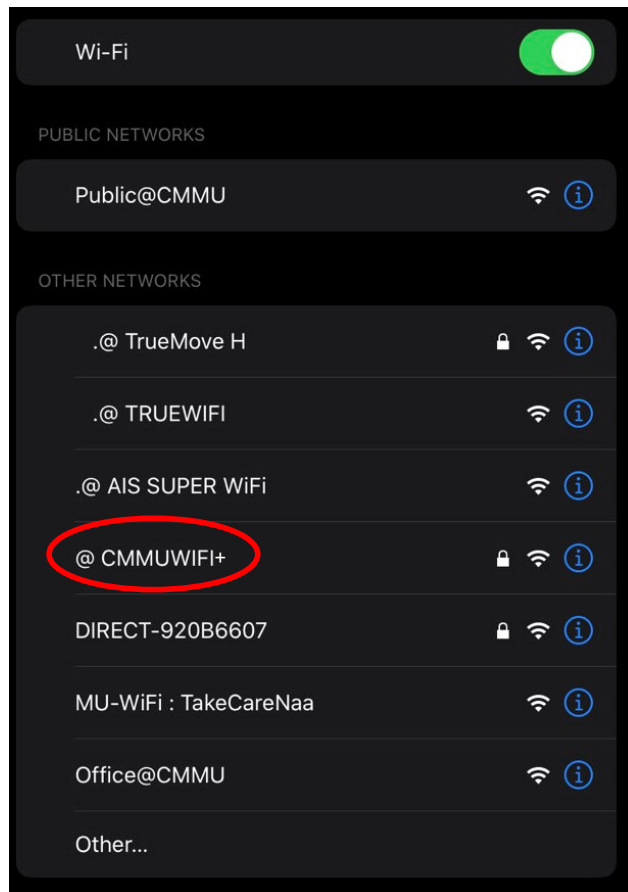 Wi-Fi
PUBLIC NETWORKS
Public@CMMU
OTHER NETWORKS
.@ TrueMove H
.@ TRUEWIFI
.@ AIS SUPER WiFi
@ CMMUWIFI+
DIRECT-920B6607
MU-WiFi : TakeCareNaa
Office@CMMU
Other...